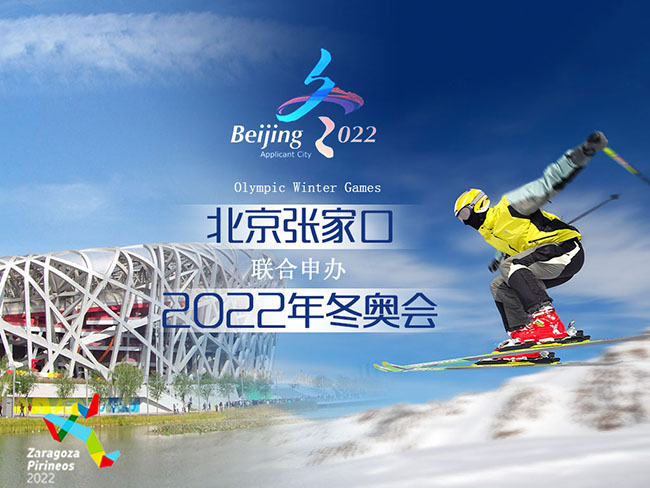 Beijing 2022
Applicant City
Olympic Winter Games
北京张家口
联合申办
2022年冬奥会
Zaragoza
Pirineos
2022